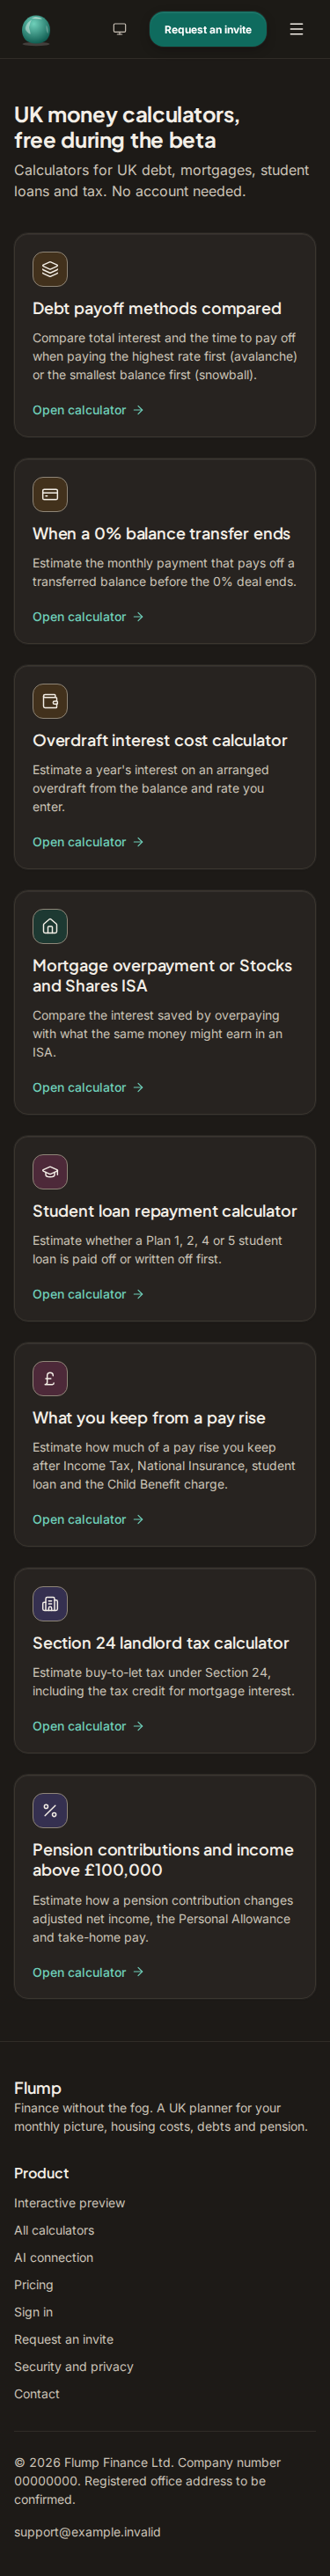 Request an invite
UK money calculators,
free during the beta
Calculators for UK debt, mortgages, student
loans and tax. No account needed.
Debt payoff methods compared
Compare total interest and the time to pay off
when paying the highest rate first (avalanche)
or the smallest balance first (snowball).
Open calculator
When a 0% balance transfer ends
Estimate the monthly payment that pays off a
transferred balance before the 0% deal ends.
Open calculator
Overdraft interest cost calculator
Estimate a year's interest on an arranged
overdraft from the balance and rate you
enter.
Open calculator
Mortgage overpayment or Stocks
and Shares ISA
Compare the interest saved by overpaying
with what the same money might earn in an
ISA.
Open calculator
Student loan repayment calculator
Estimate whether a Plan 1, 2, 4 or 5 student
loan is paid off or written off first.
Open calculator
£
What you keep from a pay rise
Estimate how much of a pay rise you keep
after Income Tax, National Insurance, student
loan and the Child Benefit charge.
Open calculator
Section 24 landlord tax calculator
Estimate buy-to-let tax under Section 24,
including the tax credit for mortgage interest.
Open calculator
%
Pension contributions and income
above £100,000
Estimate how a pension contribution changes
adjusted net income, the Personal Allowance
and take-home pay.
Open calculator
Flump
Finance without the fog. A UK planner for your
monthly picture, housing costs, debts and pension.
Product
Interactive preview
All calculators
AI connection
Pricing
Sign in
Request an invite
Security and privacy
Contact
© 2026 Flump Finance Ltd. Company number
00000000. Registered office address to be
confirmed.
support@example.invalid